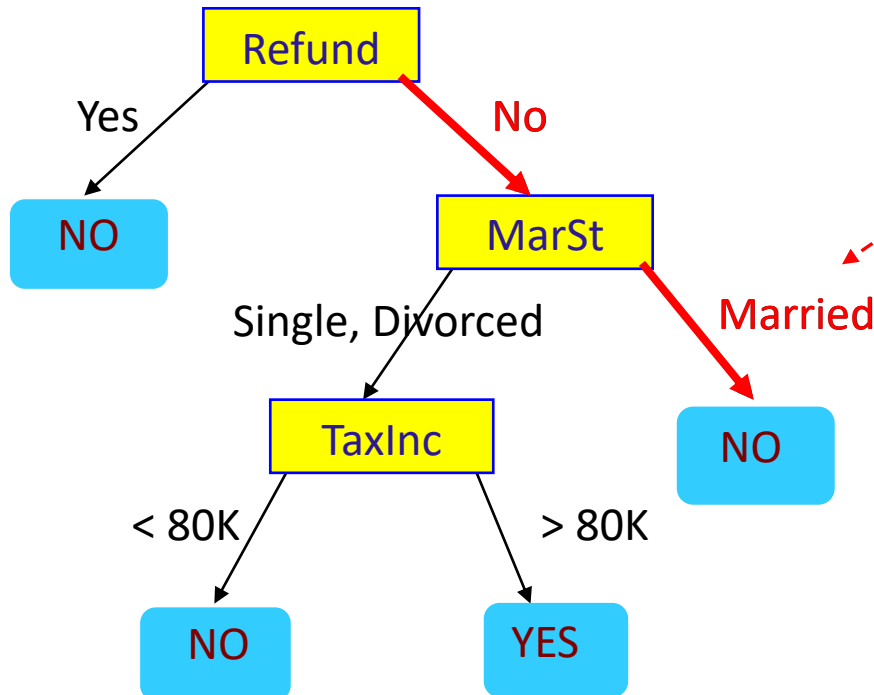 Refund
Yes
No
NO
MarSt
Single, Divorced
Married
TaxInc
NO
< 80K
> 80K
NO
YES